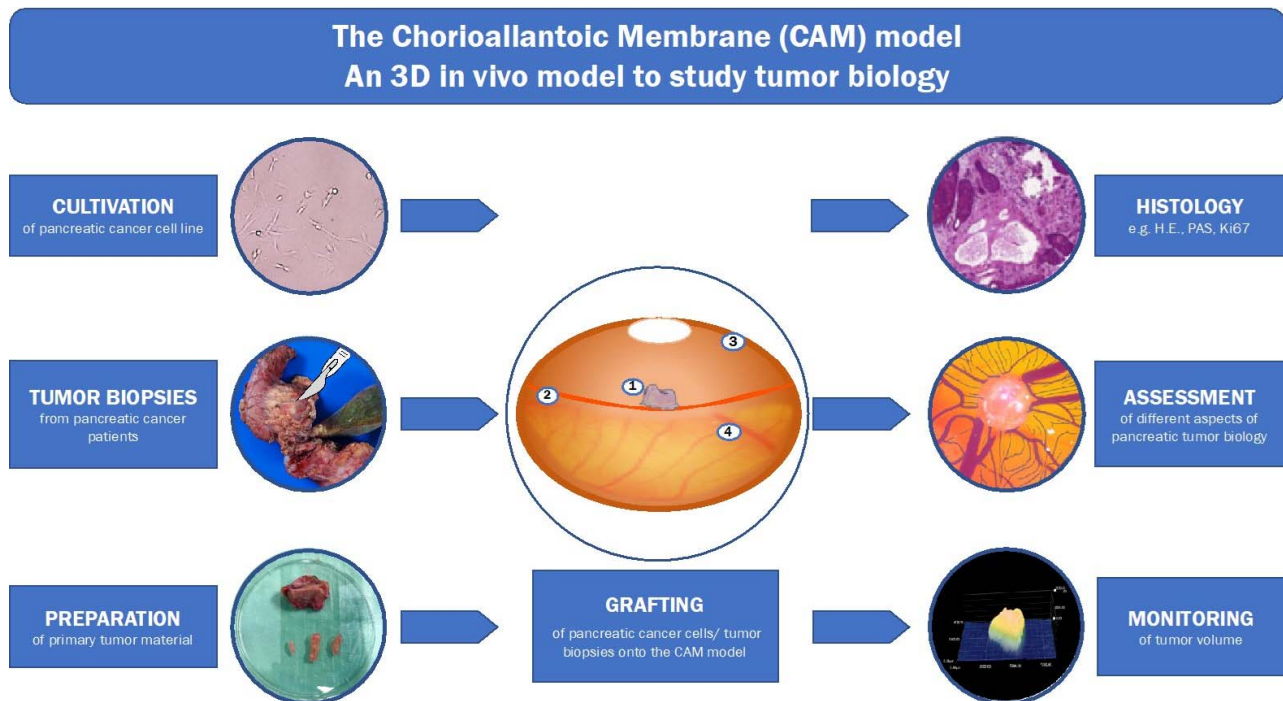 The Chorioallantoic Membrane (CAM) model
An 3D in vivo model to study tumor biology
CULTIVATION
of pancreatic cancer cell line
HISTOLOGY
e.g. H.E., PAS, Ki67
TUMOR BIOPSIES
from pancreatic cancer
patients
1
2
3
4
ASSESSMENT
of different aspects of
pancreatic tumor biology
PREPARATION
of primary tumor material
GRAFTING
of pancreatic cancer cells/ tumor
biopsies onto the CAM model
MONITORING
of tumor volume